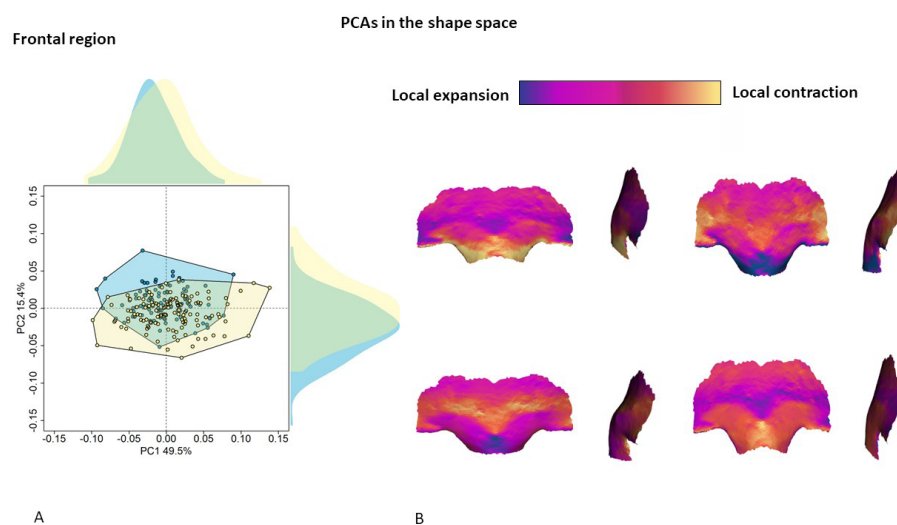 PCAs in the shape space
Frontal region
Local expansion
Local contraction
0.15
0.10
0.05
0.00
-0.05
-0.10
-0.15
PC2 15.4%
-0.15 -0.10 -0.05 0.00 0.05 0.10 0.15
PC1 49.5%
A
B